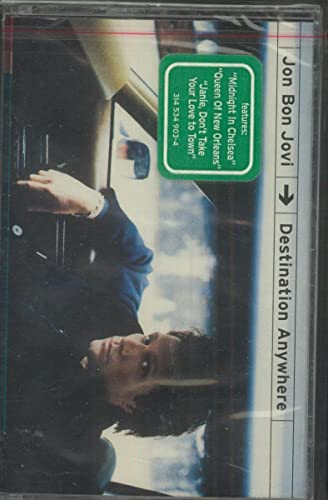 Jon Bon Jovi → Destination Anywhere
features:
"Midnight In Chelsea"
"Queen Of New Orleans"
"Janie, Don't Take
Your Love to Town"
314 534 903-4